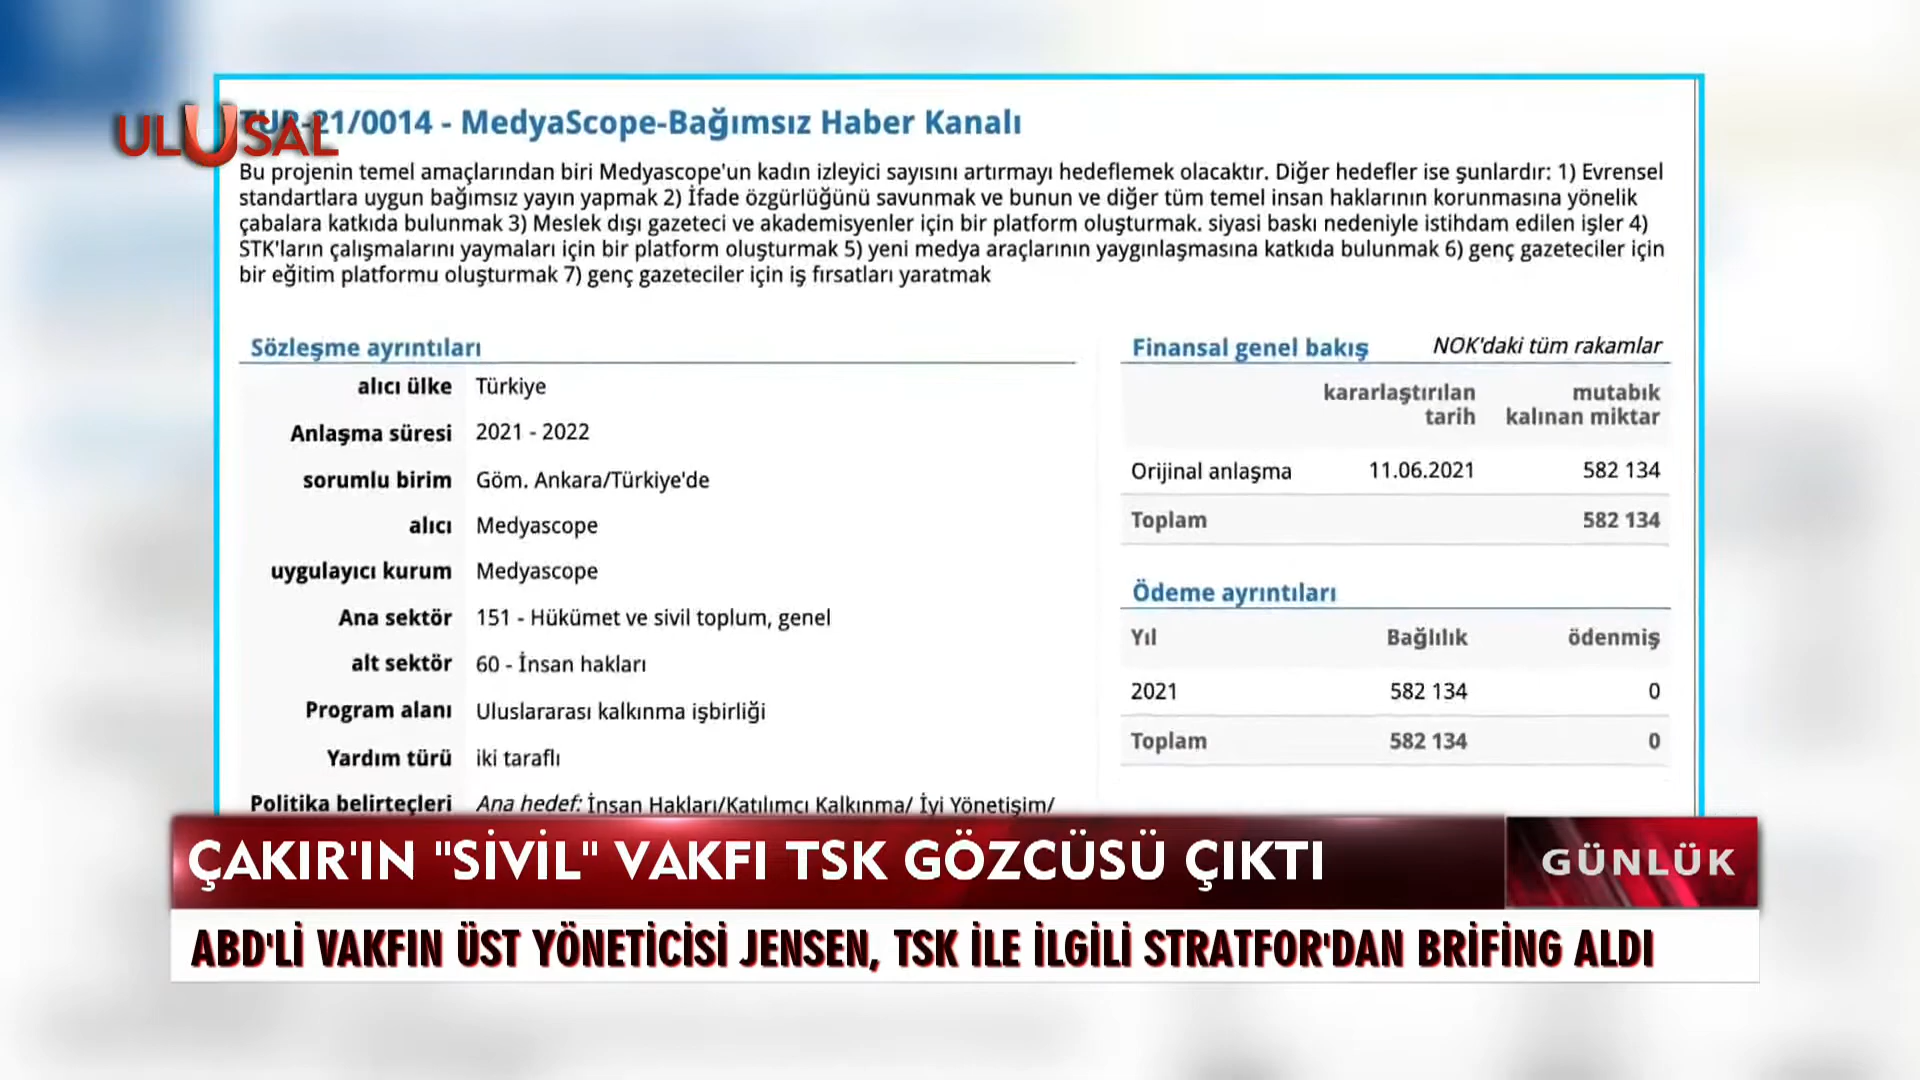 ULUSAL
TUR-21/0014 - MedyaScope-Bağımsız Haber Kanalı
Bu projenin temel amaçlarından biri Medyascope'un kadın izleyici sayısını artırmayı hedeflemek olacaktır. Diğer hedefler ise şunlardır: 1) Evrensel
standartlara uygun bağımsız yayın yapmak 2) İfade özgürlüğünü savunmak ve bunun ve diğer tüm temel insan haklarının korunmasına yönelik
çabalara katkıda bulunmak 3) Meslek dışı gazeteci ve akademisyenler için bir platform oluşturmak. siyasi baskı nedeniyle istihdam edilen işler 4)
STK'ların çalışmalarını yaymaları için bir platform oluşturmak 5) yeni medya araçlarının yaygınlaşmasına katkıda bulunmak 6) genç gazeteciler için
bir eğitim platformu oluşturmak 7) genç gazeteciler için iş fırsatları yaratmak
Sözleşme ayrıntıları
alıcı ülke Türkiye
Anlaşma süresi 2021 - 2022
sorumlu birim Göm. Ankara/Türkiye'de
alıcı Medyascope
uygulayıcı kurum Medyascope
Ana sektör 151 - Hükümet ve sivil toplum, genel
alt sektör 60 - İnsan hakları
Program alanı Uluslararası kalkınma işbirliği
Yardım türü iki taraflı
Politika belirteçleri Ana hedef: İnsan Hakları/Katılımcı Kalkınma/ İyi Yönetişim/
Finansal genel bakış NOK'daki tüm rakamlar
kararlaştırılan mutabık
tarih kalınan miktar
Orijinal anlaşma 11.06.2021 582 134
Toplam 582 134
Ödeme ayrıntıları
Yıl Bağlılık ödenmiş
2021 582 134 0
Toplam 582 134 0
ÇAKIR'IN "SİVİL" VAKFI TSK GÖZCÜSÜ ÇIKTI
GÜNLÜK
ABD'Lİ VAKFIN ÜST YÖNETİCİSİ JENSEN, TSK İLE İLGİLİ STRATFOR'DAN BRİFİNG ALDI